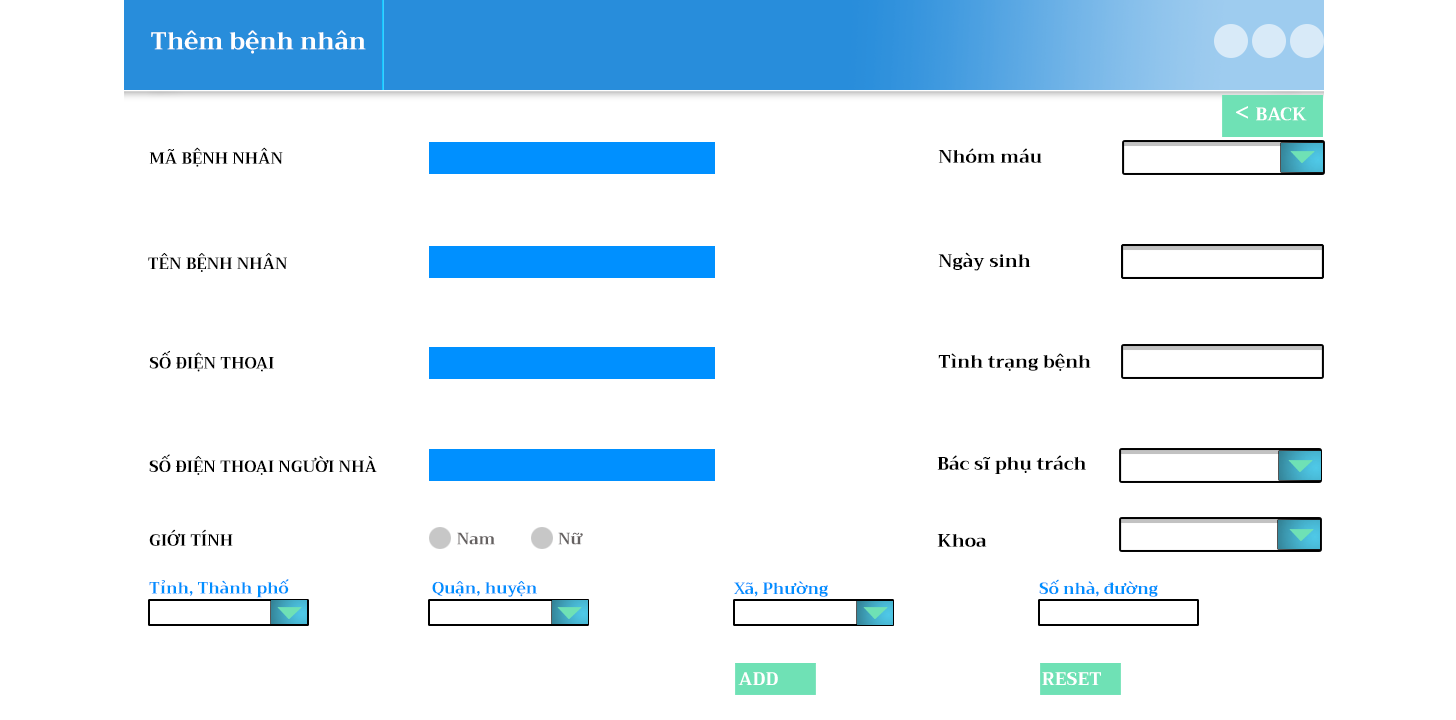 Thêm bệnh nhân
< BACK
MÃ BỆNH NHÂN
Nhóm máu
TÊN BỆNH NHÂN
Ngày sinh
SỐ ĐIỆN THOẠI
Tình trạng bệnh
SỐ ĐIỆN THOẠI NGƯỜI NHÀ
Bác sĩ phụ trách
GIỚI TÍNH
Nam
Nữ
Khoa
Tỉnh, Thành phố
Quận, huyện
Xã, Phường
Số nhà, đường
ADD
RESET